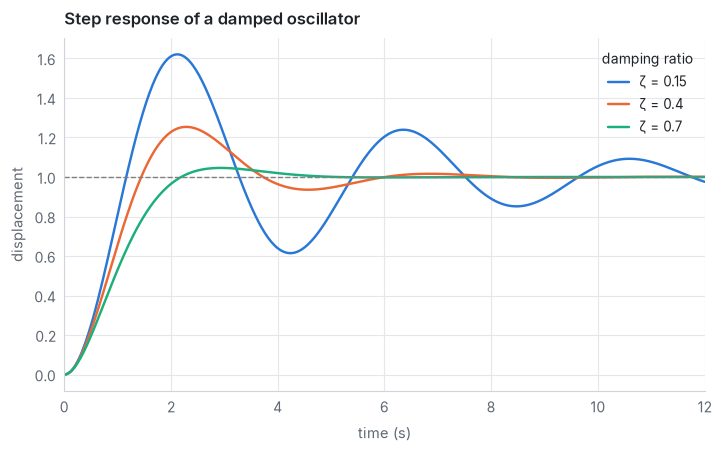 Step response of a damped oscillator
damping ratio
ζ = 0.15
ζ = 0.4
ζ = 0.7
displacement
1.6
1.4
1.2
1.0
0.8
0.6
0.4
0.2
0.0
0 2 4 6 8 10 12
time (s)